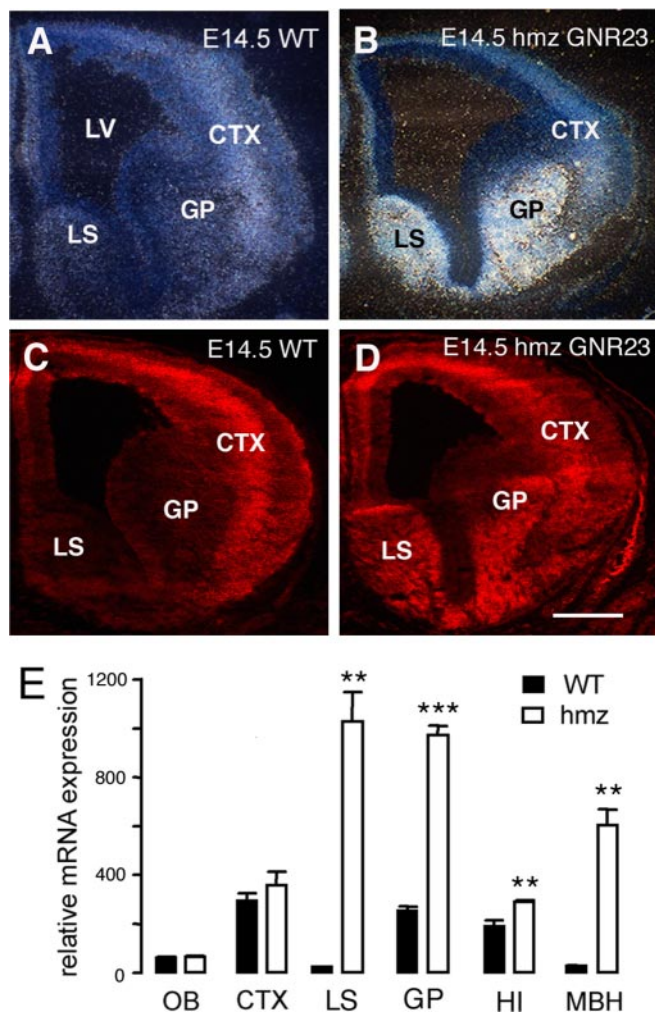 A
E14.5 WT
LV
CTX
GP
LS
B
E14.5 hmz GNR23
CTX
GP
LS
C
E14.5 WT
CTX
GP
LS
D
E14.5 hmz GNR23
CTX
GP
LS
E
relative mRNA expression
1200
800
400
0
WT
hmz
**
***
**
**
OB CTX LS GP HI MBH